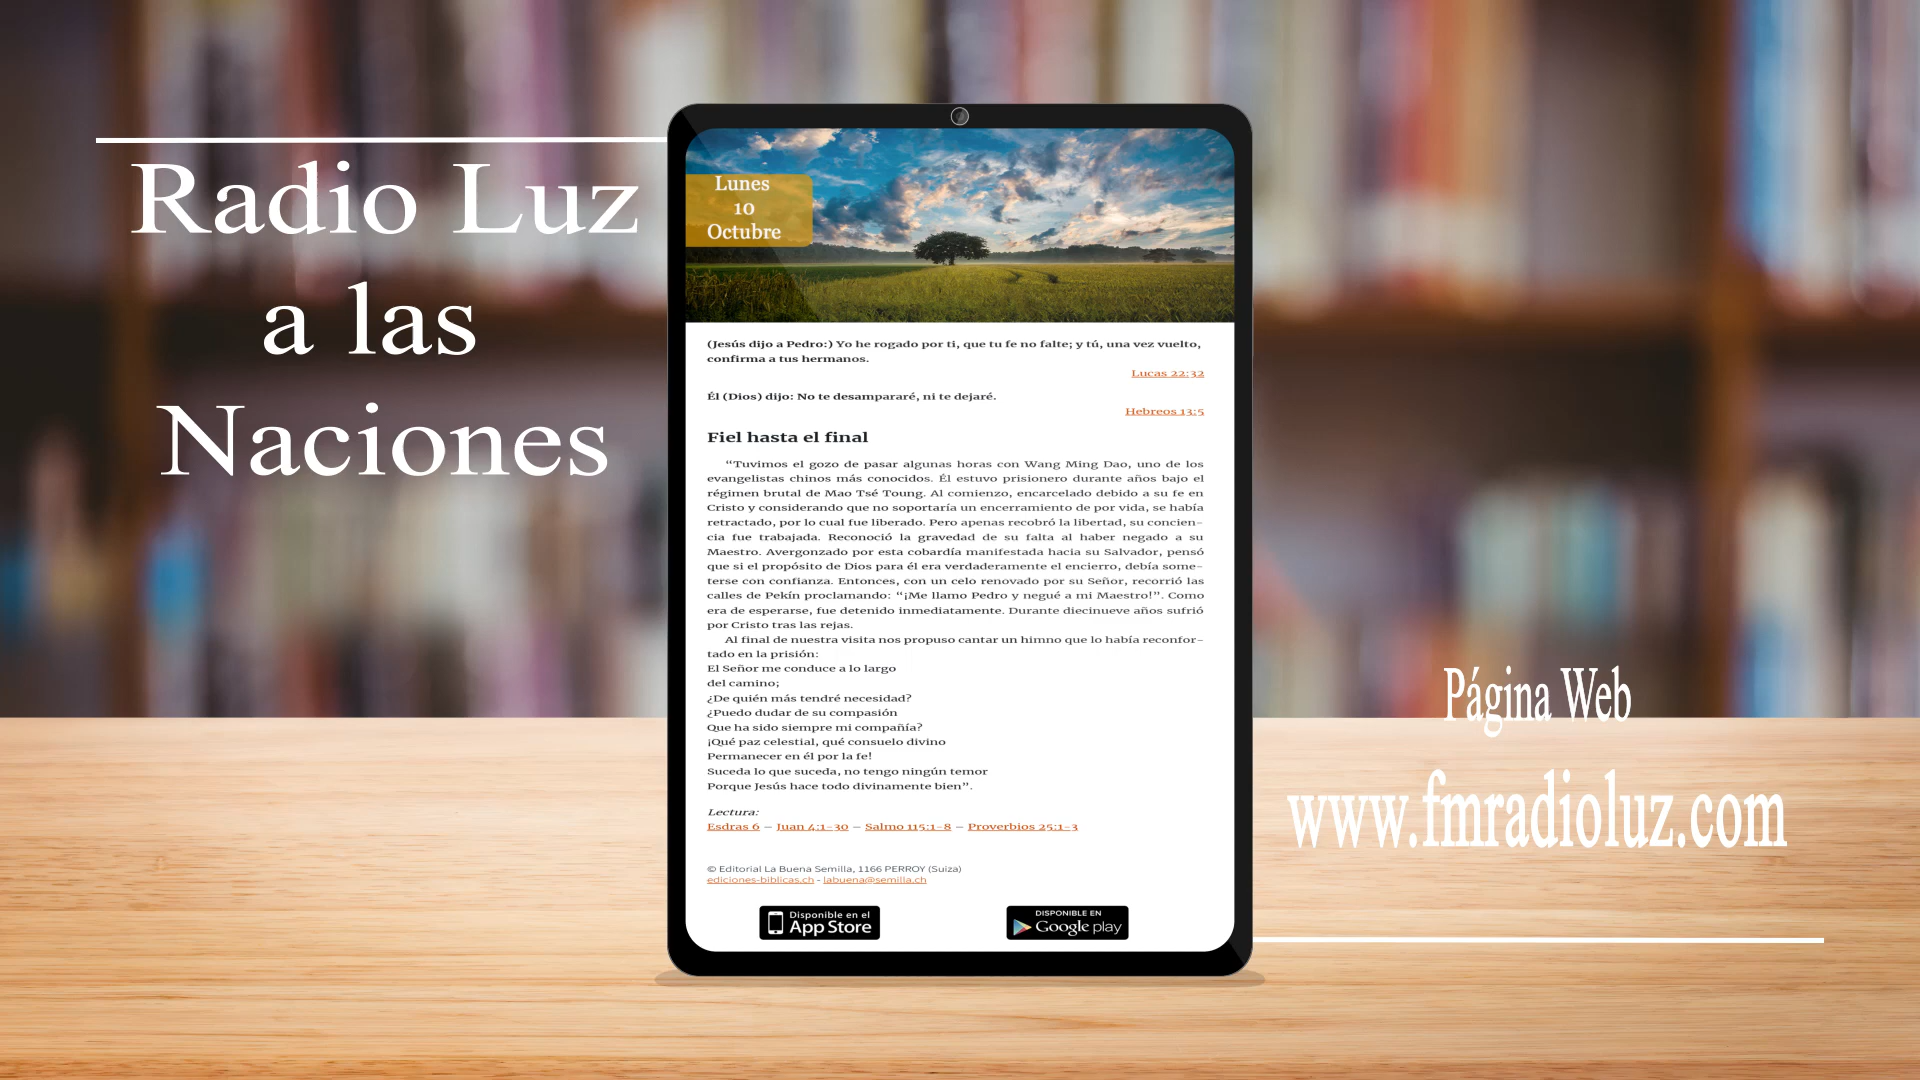 Radio Luz
a las
Naciones
Lunes
10
Octubre
(Jesús dijo a Pedro:) Yo he rogado por ti, que tu fe no falte; y tú, una vez vuelto,
confirma a tus hermanos.
Lucas 22:32
Él (Dios) dijo: No te desampararé, ni te dejaré.
Hebreos 13:5
Fiel hasta el final
“Tuvimos el gozo de pasar algunas horas con Wang Ming Dao, uno de los
evangelistas chinos más conocidos. Él estuvo prisionero durante años bajo el
régimen brutal de Mao Tsé Toung. Al comienzo, encarcelado debido a su fe en
Cristo y considerando que no soportaría un encerramiento de por vida, se había
retractado, por lo cual fue liberado. Pero apenas recobró la libertad, su concien-
cia fue trabajada. Reconoció la gravedad de su falta al haber negado a su
Maestro. Avergonzado por esta cobardía manifestada hacia su Salvador, pensó
que si el propósito de Dios para él era verdaderamente el encierro, debía some-
terse con confianza. Entonces, con un celo renovado por su Señor, recorrió las
calles de Pekín proclamando: “¡Me llamo Pedro y negué a mi Maestro!”. Como
era de esperarse, fue detenido inmediatamente. Durante diecinueve años sufrió
por Cristo tras las rejas.
Al final de nuestra visita nos propuso cantar un himno que lo había reconfor-
tado en la prisión:
El Señor me conduce a lo largo
del camino;
¿De quién más tendré necesidad?
¿Puedo dudar de su compasión
Que ha sido siempre mi compañía?
¡Qué paz celestial, qué consuelo divino
Permanecer en él por la fe!
Suceda lo que suceda, no tengo ningún temor
Porque Jesús hace todo divinamente bien”.
Lectura:
Esdras 6 – Juan 4:1-30 – Salmo 115:1-8 – Proverbios 25:1-3
© Editorial La Buena Semilla, 1166 PERROY (Suiza)
ediciones-biblicas.ch - labuena@semilla.ch
Disponible en el
App Store
DISPONIBLE EN
Google play
Página Web
www.fmradioluz.com